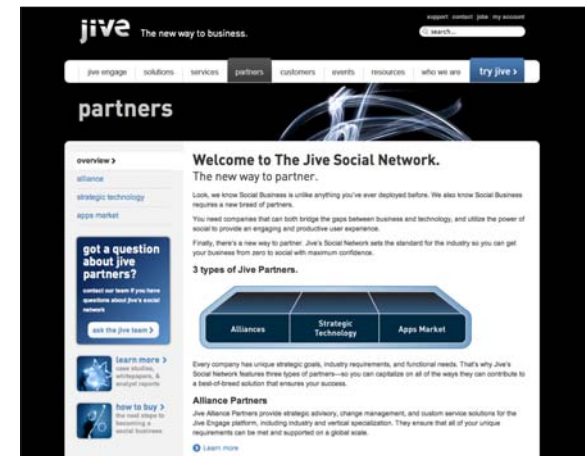 support contact jobs my account
jive The new way to business.
search...
jive engage solutions services partners customers events resources who we are try jive >
partners
overview >
alliance
strategic technology
apps market
got a question
about jive
partners?
contact our team if you have
questions about jive's social
network
ask the jive team >
learn more >
case studies,
whitepapers, &
analyst reports
how to buy >
the next steps to
becoming a
social business
Welcome to The Jive Social Network.
The new way to partner.
Look, we know Social Business is unlike anything you've ever deployed before. We also know Social Business
requires a new breed of partners.
You need companies that can both bridge the gaps between business and technology, and utilize the power of
social to provide an engaging and productive user experience.
Finally, there's a new way to partner. Jive's Social Network sets the standard for the industry so you can get
your business from zero to social with maximum confidence.
3 types of Jive Partners.
Alliances
Strategic
Technology
Apps Market
Every company has unique strategic goals, industry requirements, and functional needs. That's why Jive's
Social Network features three types of partners—so you can capitalize on all of the ways they can contribute to
a best-of-breed solution that ensures your success.
Alliance Partners
Jive Alliance Partners provide strategic advisory, change management, and custom service solutions for the
Jive Engage platform, including industry and vertical specialization. They ensure that all of your unique
requirements can be met and supported on a global scale.
Learn more